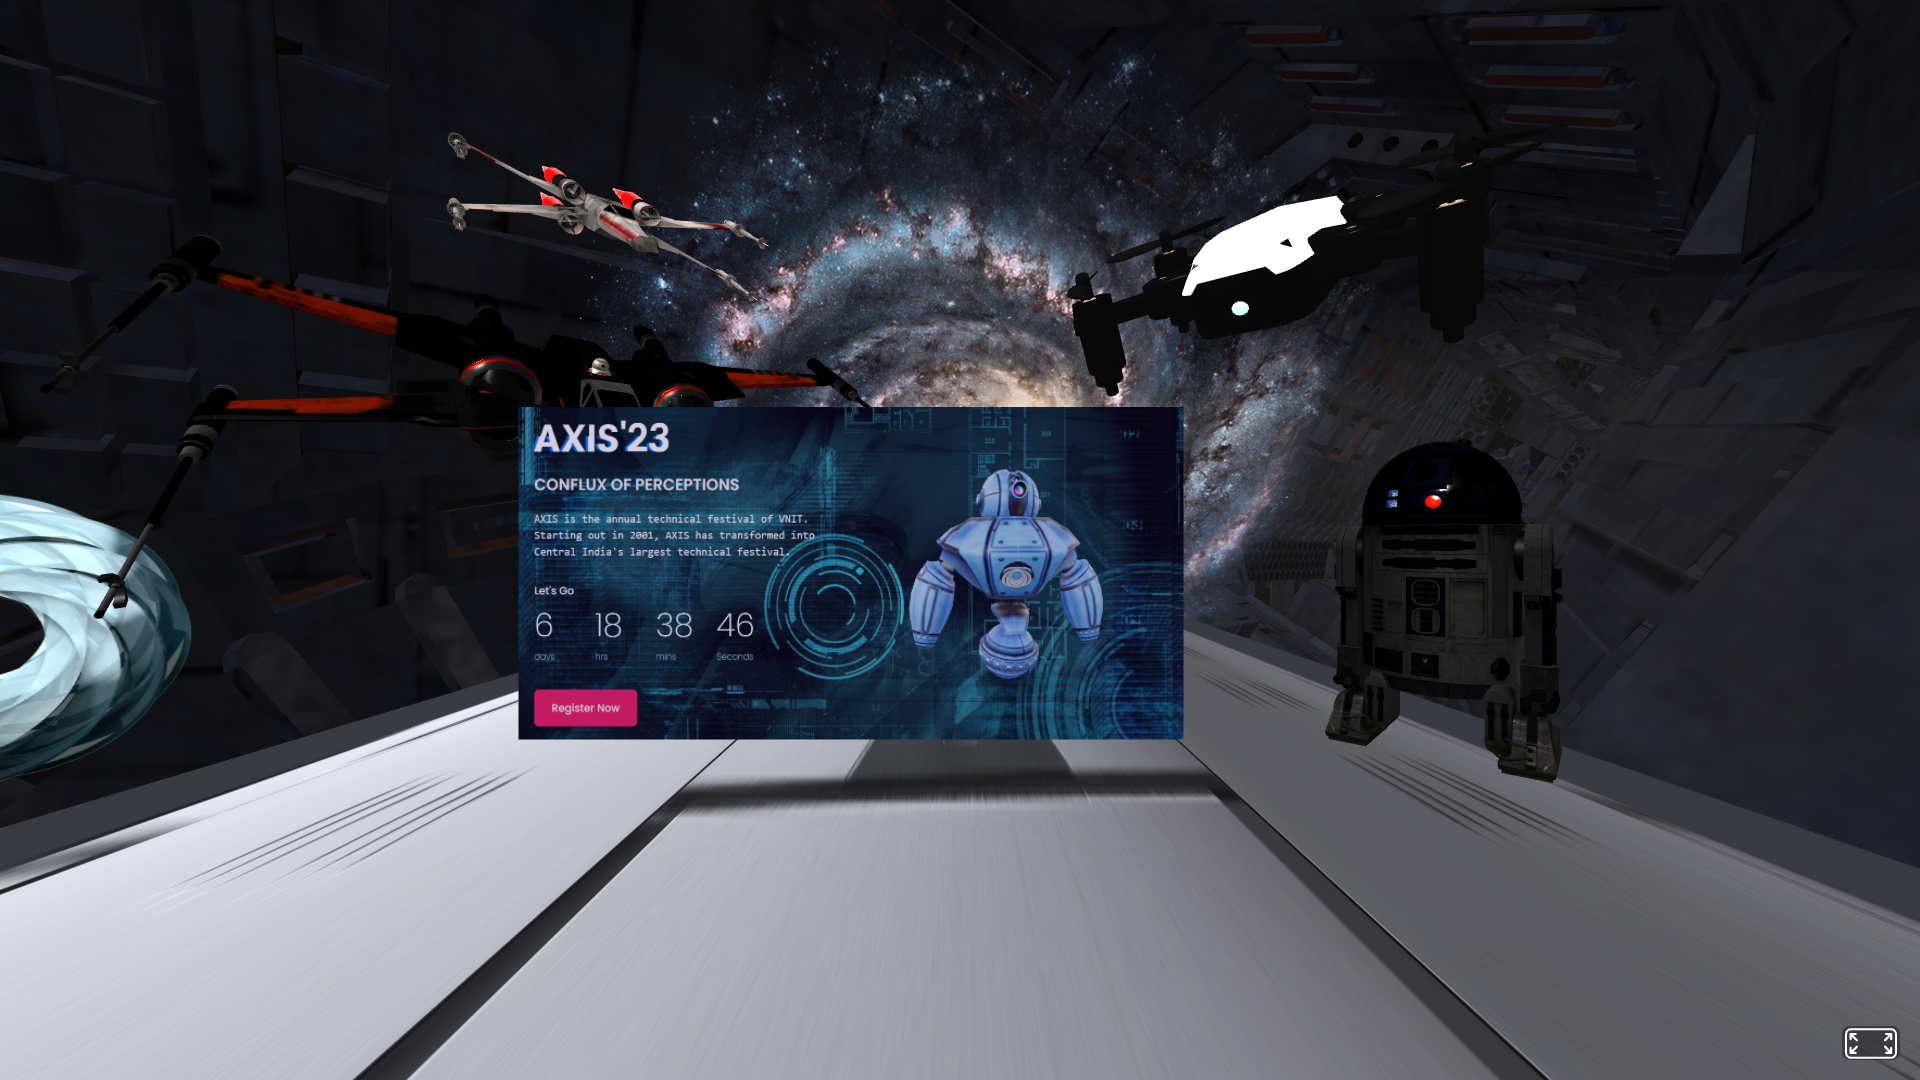 AXIS'23
CONFLUX OF PERCEPTIONS
AXIS is the annual technical festival of VNIT.
Starting out in 2001, AXIS has transformed into
Central India's largest technical festival.
Let's Go
6 18 38 46
days hrs mins Seconds
Register Now